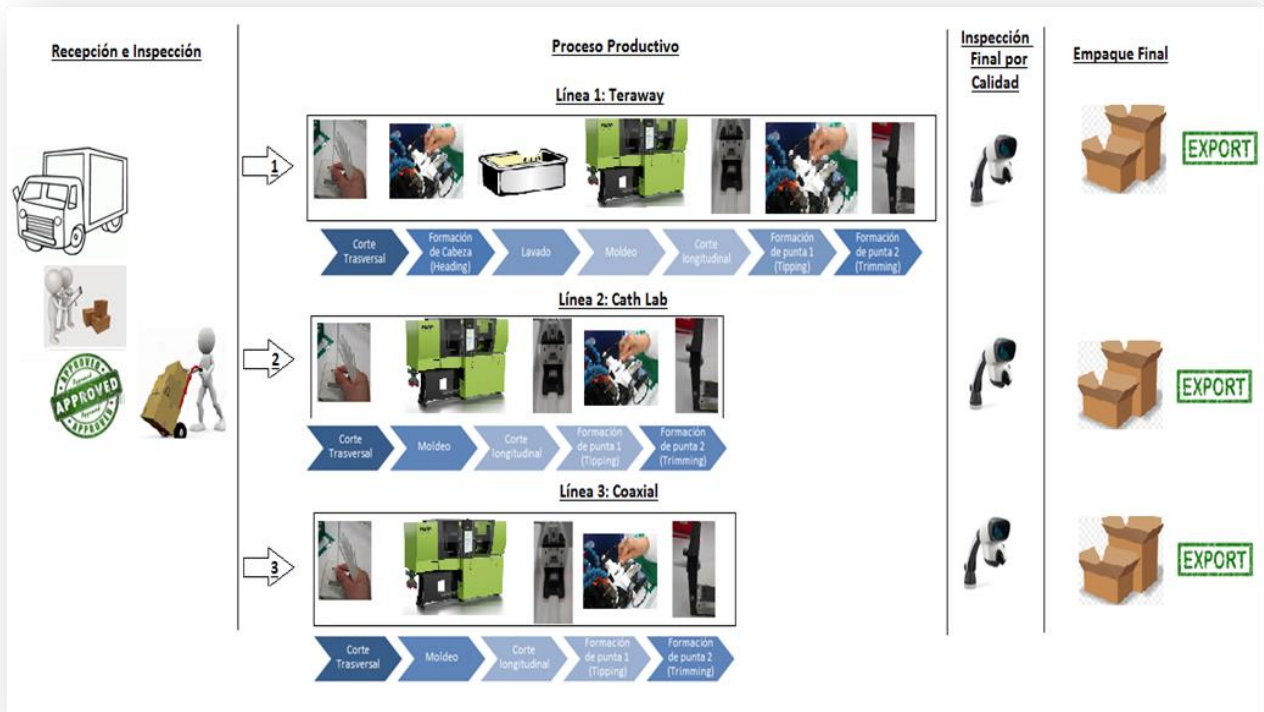 Recepción e Inspección
Proceso Productivo
Inspección
Final por
Calidad
Empaque Final
Línea 1: Teraway
1
EXPORT
Corte
Trasversal
Formación
de Cabeza
(Heading)
Lavado
Moldeo
Corte
longitudinal
Formación
de punta 1
(Tipping)
Formación
de punta 2
(Trimming)
APPROVED
Approved
APPROVED
Approved
APPROVED
Línea 2: Cath Lab
2
EXPORT
Corte
Trasversal
Moldeo
Corte
longitudinal
Formación
de punta 1
(Tipping)
Formación
de punta 2
(Trimming)
Línea 3: Coaxial
3
EXPORT
Corte
Trasversal
Moldeo
Corte
longitudinal
Formación
de punta 1
(Tipping)
Formación
de punta 2
(Trimming)